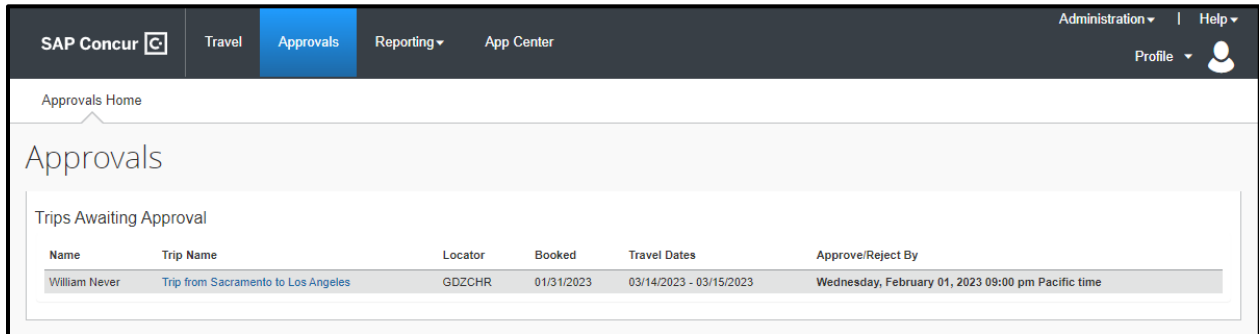 Administration | Help
SAP Concur C Travel Approvals Reporting App Center
Profile
Approvals Home
Approvals
Trips Awaiting Approval
Name Trip Name Locator Booked Travel Dates Approve/Reject By
William Never Trip from Sacramento to Los Angeles GDZCHR 01/31/2023 03/14/2023 - 03/15/2023 Wednesday, February 01, 2023 09:00 pm Pacific time